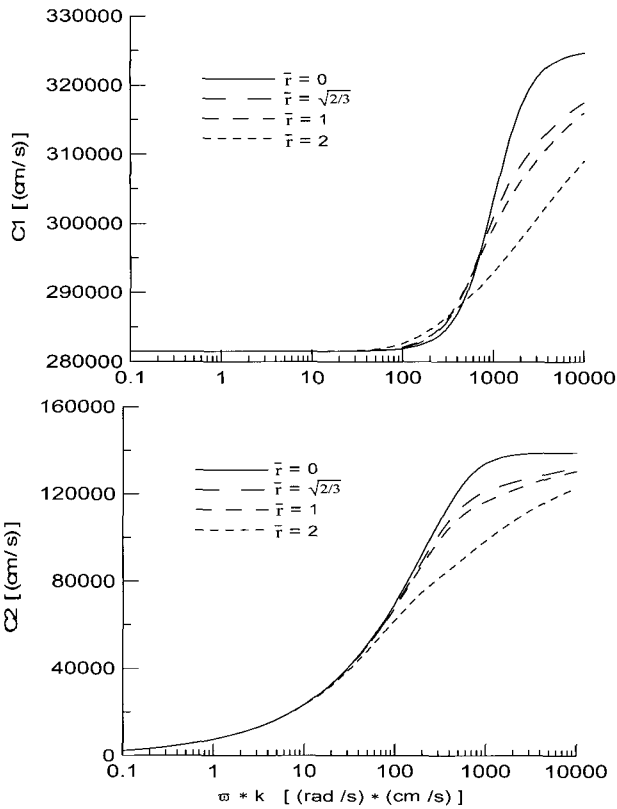 330000
320000
310000
300000
290000
280000
C1 [(cm/s)]
r̄ = 0
r̄ = √2/3
r̄ = 1
r̄ = 2
0.1 1 10 100 1000 10000
160000
120000
80000
40000
0
C2 [(cm/s)]
r̄ = 0
r̄ = √2/3
r̄ = 1
r̄ = 2
0.1 1 10 100 1000 10000
ϖ * k [(rad /s) * (cm /s)]